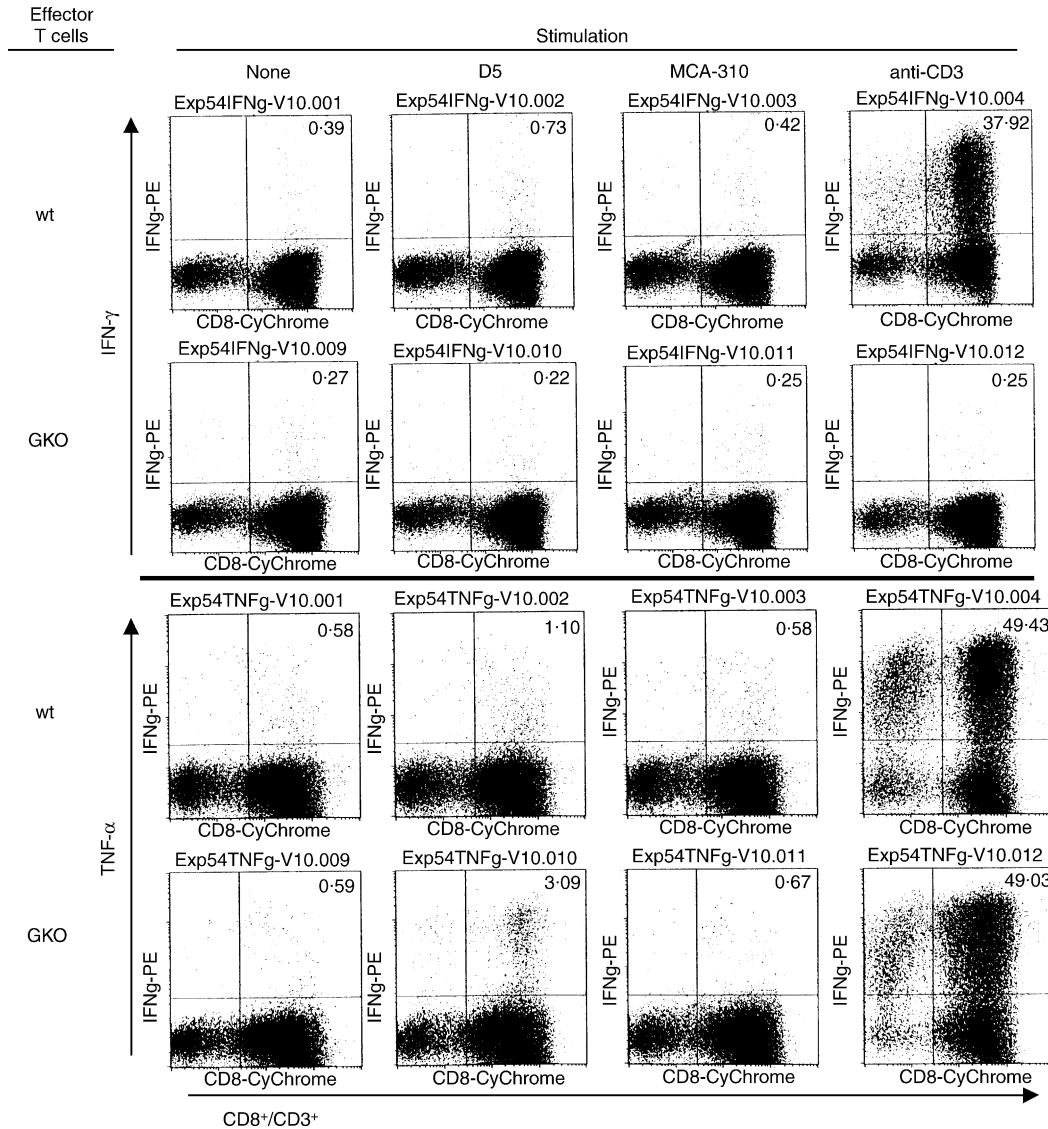 Effector
T cells
Stimulation
None D5 MCA-310 anti-CD3
Exp54IFNg-V10.001 Exp54IFNg-V10.002 Exp54IFNg-V10.003 Exp54IFNg-V10.004
0·39 0·73 0·42 37·92
wt
IFNg-PE IFNg-PE IFNg-PE IFNg-PE
CD8-CyChrome CD8-CyChrome CD8-CyChrome CD8-CyChrome
IFN-γ
Exp54IFNg-V10.009 Exp54IFNg-V10.010 Exp54IFNg-V10.011 Exp54IFNg-V10.012
0·27 0·22 0·25 0·25
GKO
IFNg-PE IFNg-PE IFNg-PE IFNg-PE
CD8-CyChrome CD8-CyChrome CD8-CyChrome CD8-CyChrome
Exp54TNFg-V10.001 Exp54TNFg-V10.002 Exp54TNFg-V10.003 Exp54TNFg-V10.004
0·58 1·10 0·58 49·43
wt
IFNg-PE IFNg-PE IFNg-PE IFNg-PE
CD8-CyChrome CD8-CyChrome CD8-CyChrome CD8-CyChrome
TNF-α
Exp54TNFg-V10.009 Exp54TNFg-V10.010 Exp54TNFg-V10.011 Exp54TNFg-V10.012
0·59 3·09 0·67 49·03
GKO
IFNg-PE IFNg-PE IFNg-PE IFNg-PE
CD8-CyChrome CD8-CyChrome CD8-CyChrome CD8-CyChrome
CD8⁺/CD3⁺